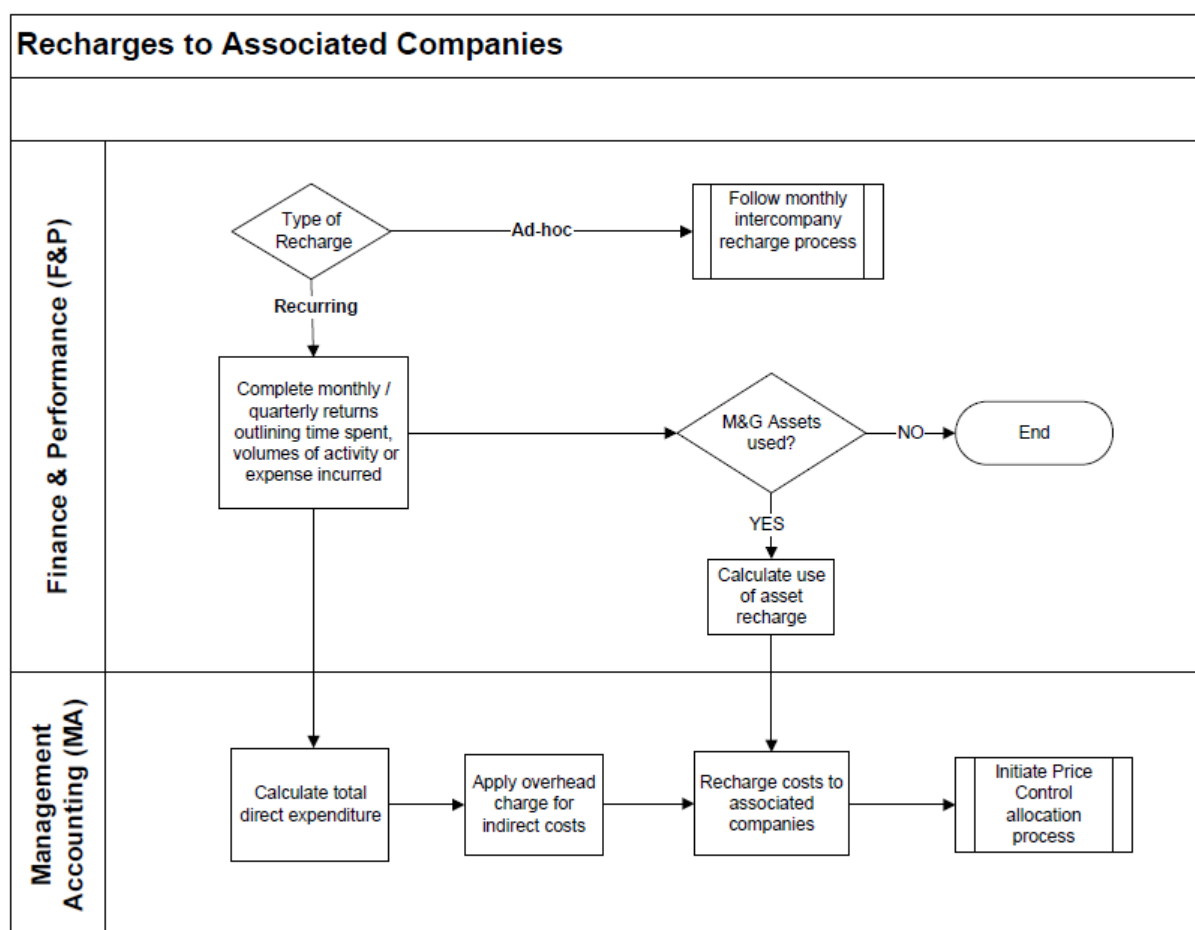 Recharges to Associated Companies
Finance & Performance (F&P)
Type of
Recharge
Ad-hoc
Follow monthly
intercompany
recharge process
Recurring
Complete monthly /
quarterly returns
outlining time spent,
volumes of activity or
expense incurred
M&G Assets
used?
NO
End
YES
Calculate use
of asset
recharge
Management
Accounting (MA)
Calculate total
direct expenditure
Apply overhead
charge for
indirect costs
Recharge costs to
associated
companies
Initiate Price
Control
allocation
process